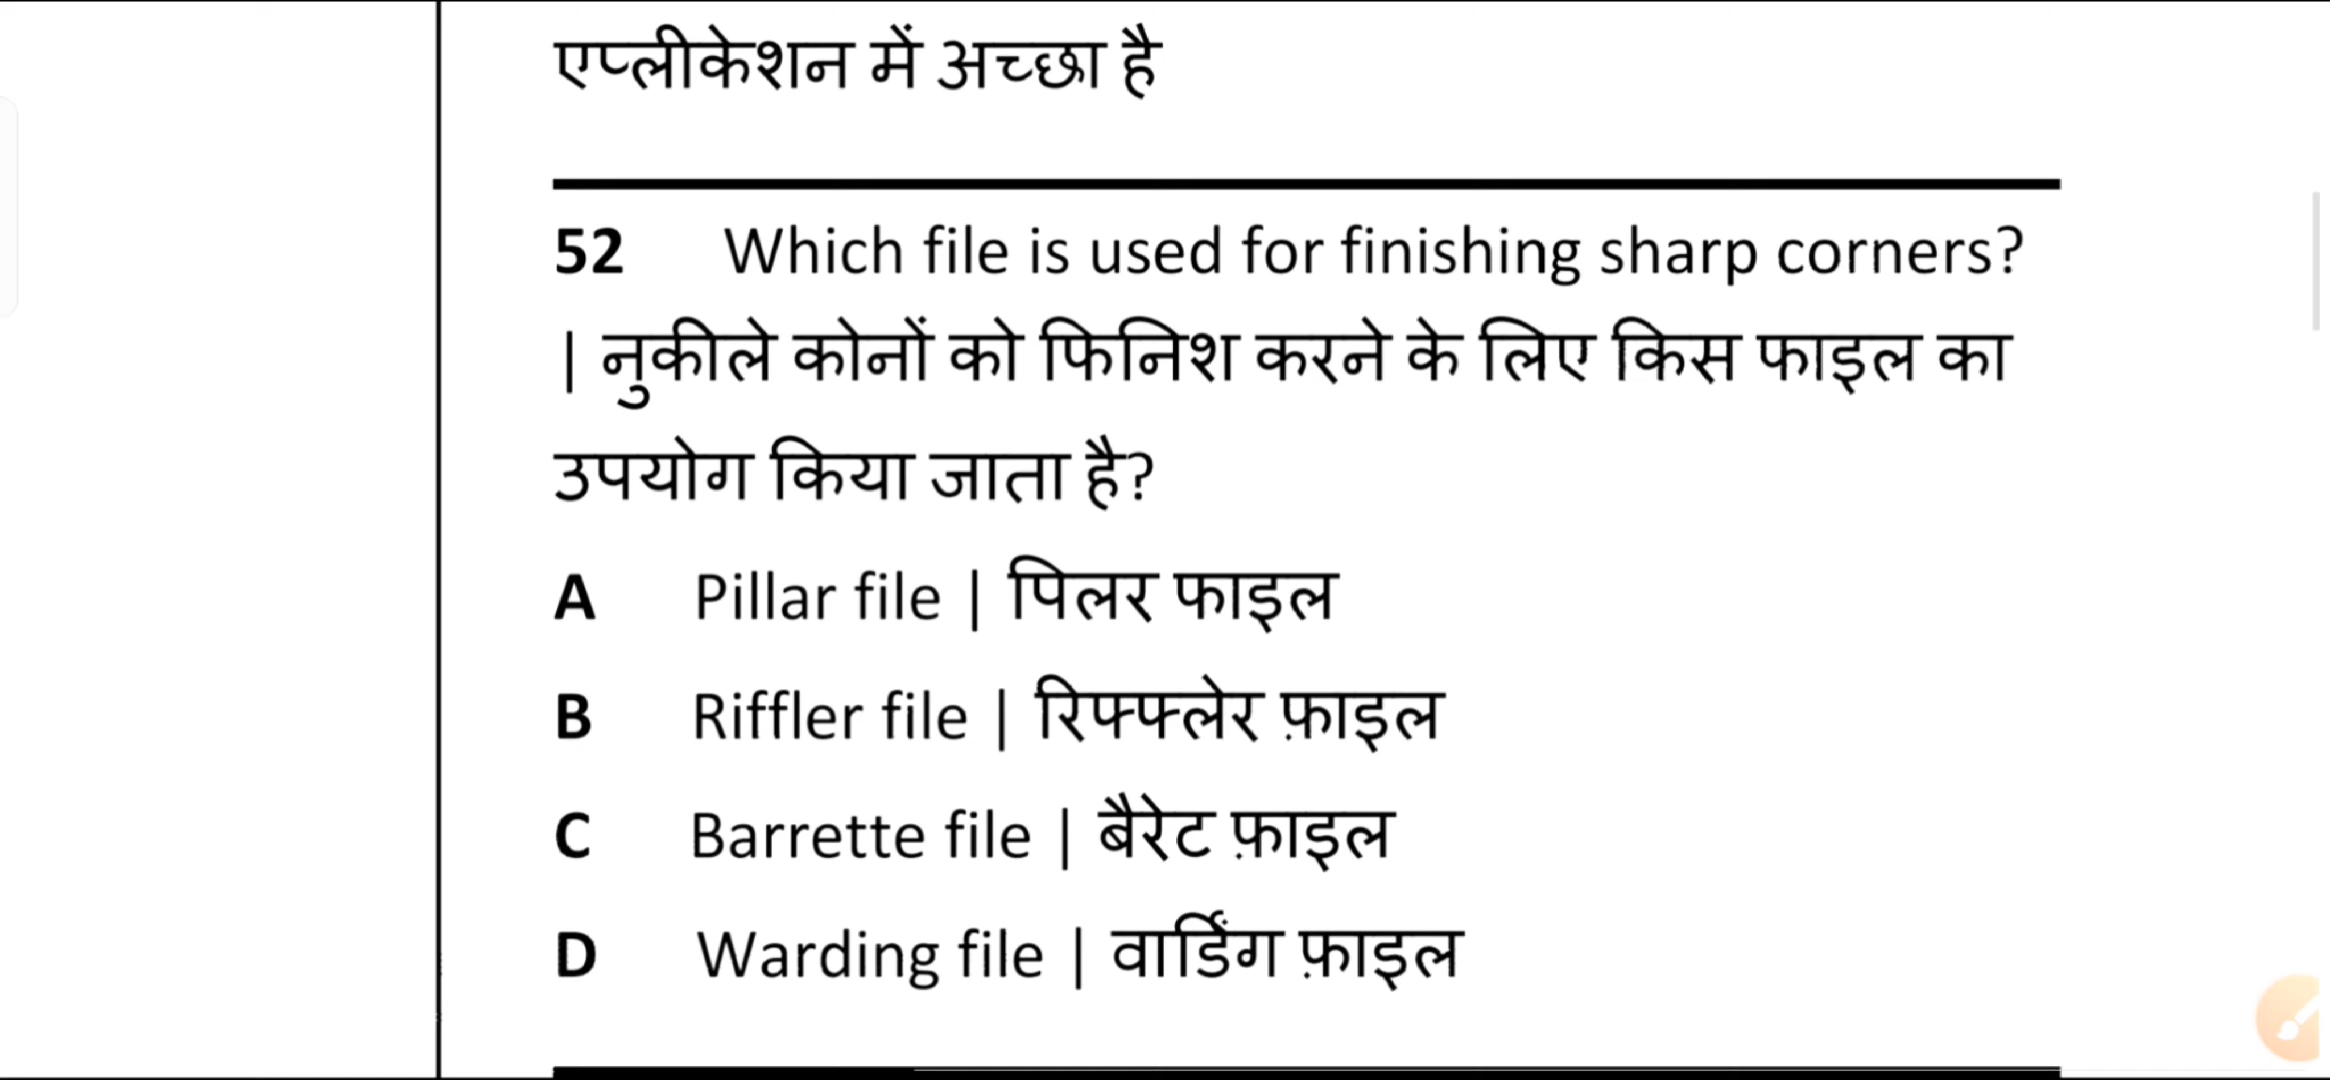 एप्लीकेशन में अच्छा है
52 Which file is used for finishing sharp corners?
| नुकीले कोनों को फिनिश करने के लिए किस फाइल का
उपयोग किया जाता है?
A Pillar file | पिलर फाइल
B Riffler file | रिफ्फ्लेर फ़ाइल
C Barrette file | बैरेट फ़ाइल
D Warding file | वार्डिंग फ़ाइल